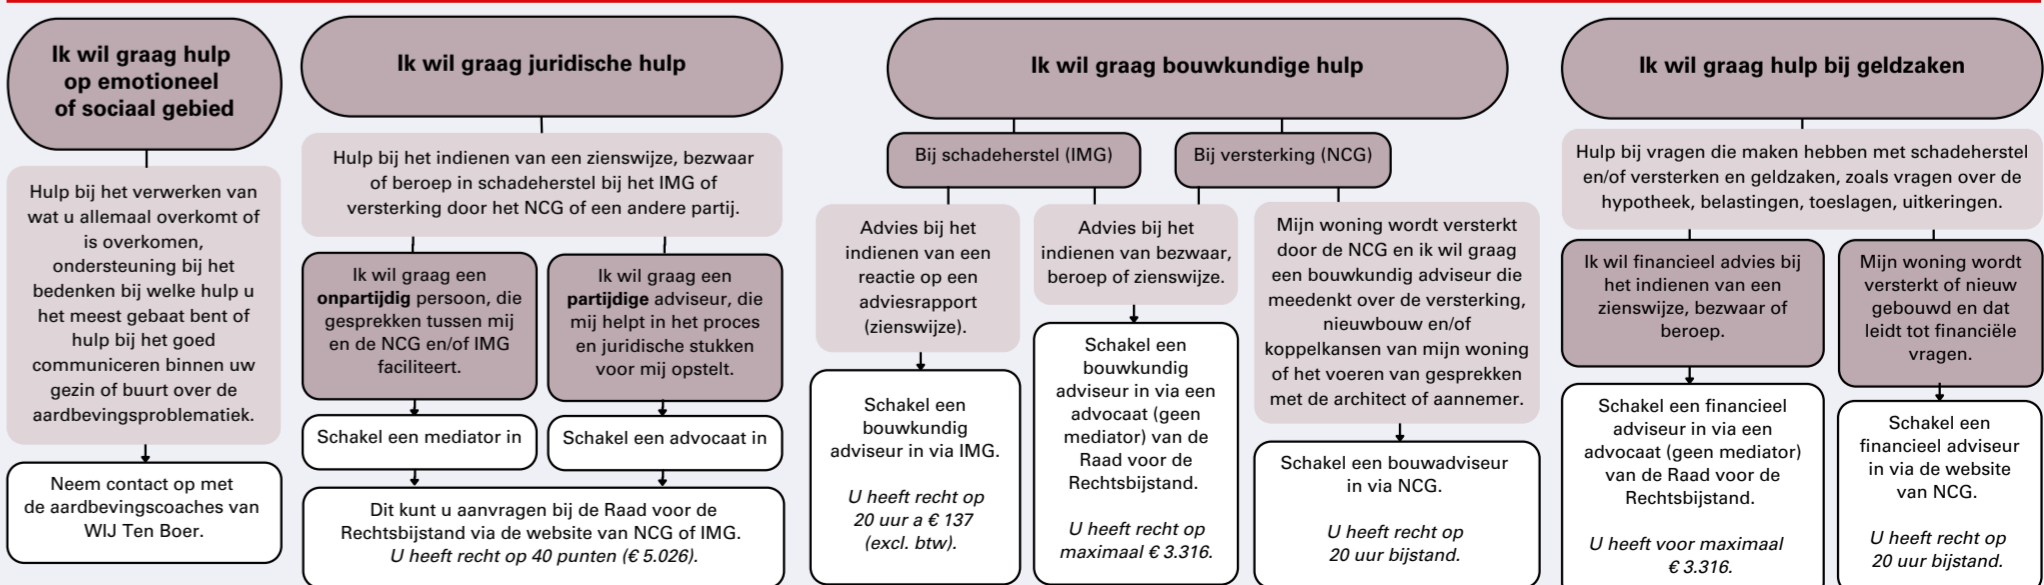 Ik wil graag hulp
op emotioneel
of sociaal gebied
Hulp bij het verwerken van
wat u allemaal overkomt of
is overkomen,
ondersteuning bij het
bedenken bij welke hulp u
het meest gebaat bent of
hulp bij het goed
communiceren binnen uw
gezin of buurt over de
aardbevingsproblematiek.
Neem contact op met
de aardbevingscoaches van
WIJ Ten Boer.
Ik wil graag juridische hulp
Hulp bij het indienen van een zienswijze, bezwaar
of beroep in schadeherstel bij het IMG of
versterking door het NCG of een andere partij.
Ik wil graag een
onpartijdig persoon, die
gesprekken tussen mij
en de NCG en/of IMG
faciliteert.
Schakel een mediator in
Ik wil graag een
partijdige adviseur, die
mij helpt in het proces
en juridische stukken
voor mij opstelt.
Schakel een advocaat in
Dit kunt u aanvragen bij de Raad voor de
Rechtsbijstand via de website van NCG of IMG.
U heeft recht op 40 punten (€ 5.026).
Ik wil graag bouwkundige hulp
Bij schadeherstel (IMG)
Bij versterking (NCG)
Advies bij het
indienen van een
reactie op een
adviesrapport
(zienswijze).
Schakel een
bouwkundig
adviseur in via IMG.
U heeft recht op
20 uur a € 137
(excl. btw).
Advies bij het
indienen van bezwaar,
beroep of zienswijze.
Schakel een
bouwkundig
adviseur in via een
advocaat (geen
mediator) van de
Raad voor de
Rechtsbijstand.
U heeft recht op
maximaal € 3.316.
Mijn woning wordt versterkt
door de NCG en ik wil graag
een bouwkundig adviseur die
meedenkt over de versterking,
nieuwbouw en/of
koppelkansen van mijn woning
of het voeren van gesprekken
met de architect of aannemer.
Schakel een bouwadviseur
in via NCG.
U heeft recht op
20 uur bijstand.
Ik wil graag hulp bij geldzaken
Hulp bij vragen die maken hebben met schadeherstel
en/of versterken en geldzaken, zoals vragen over de
hypotheek, belastingen, toeslagen, uitkeringen.
Ik wil financieel advies bij
het indienen van een
zienswijze, bezwaar of
beroep.
Schakel een financieel
adviseur in via een
advocaat (geen mediator)
van de Raad voor de
Rechtsbijstand.
U heeft voor maximaal
€ 3.316.
Mijn woning wordt
versterkt of nieuw
gebouwd en dat
leidt tot financiële
vragen.
Schakel een
financieel adviseur
in via de website
van NCG.
U heeft recht op
20 uur bijstand.